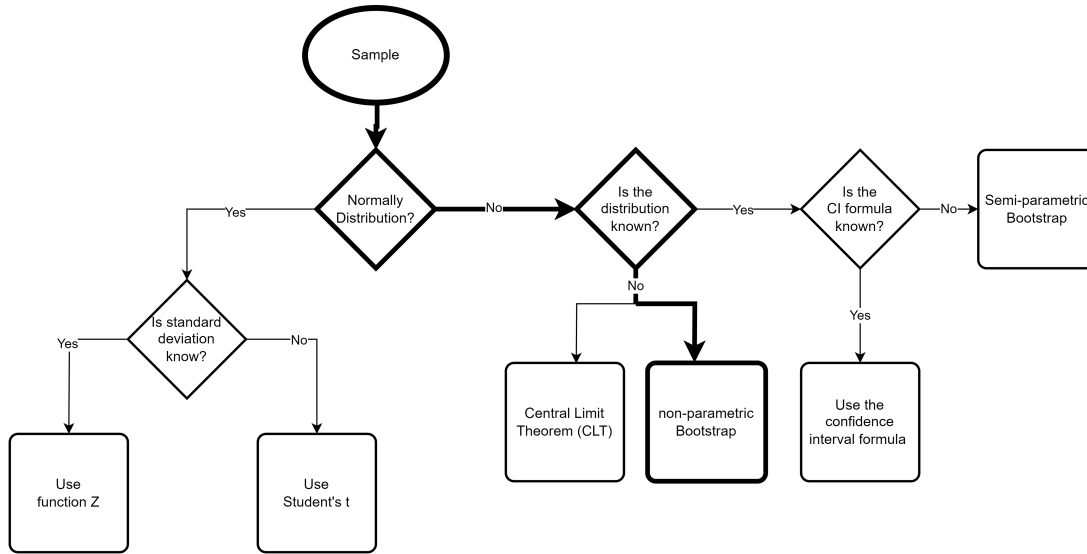 Sample
Normally
Distribution?
No
Is the
distribution
known?
Yes
Is the
CI formula
known?
No
Semi-parametric
Bootstrap
Yes
Is standard
deviation
know?
Yes
No
No
Yes
Central Limit
Theorem (CLT)
non-parametric
Bootstrap
Use the
confidence
interval formula
Use
function Z
Use
Student's t